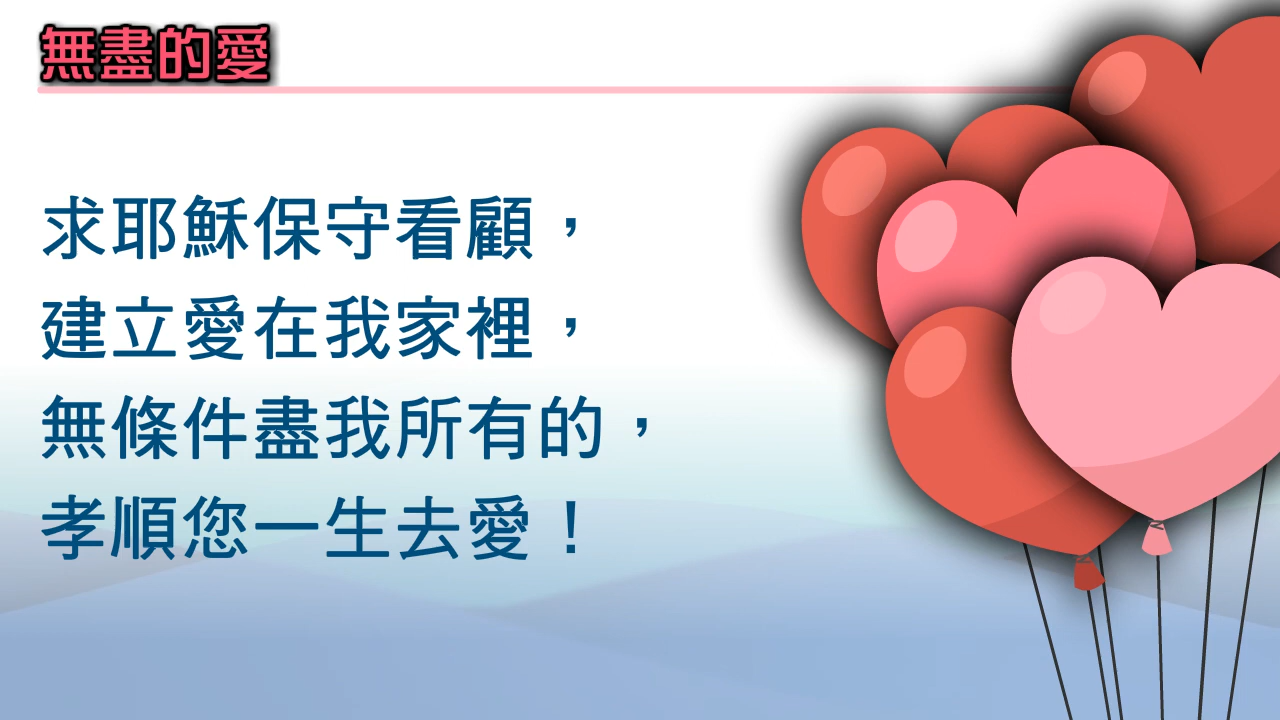 無盡的愛
求耶穌保守看顧，
建立愛在我家裡，
無條件盡我所有的，
孝順您一生去愛！